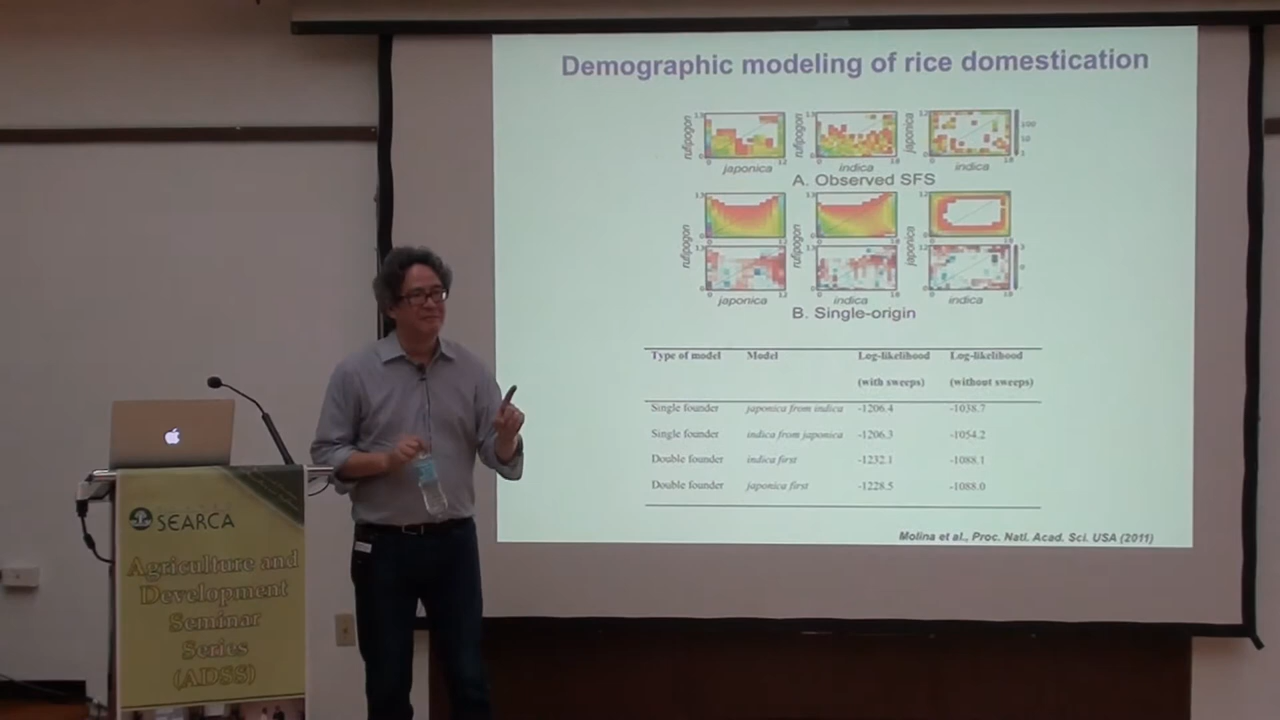 Demographic modeling of rice domestication
rufipogon
rufipogon
japonica
japonica
indica
indica
A. Observed SFS
rufipogon
rufipogon
japonica
japonica
indica
indica
B. Single-origin
Type of model Model Log-likelihood Log-likelihood
(with sweeps) (without sweeps)
Single founder japonica from indica -1206.4 -1038.7
Single founder indica from japonica -1206.3 -1054.2
Double founder indica first -1232.1 -1088.1
Double founder japonica first -1228.5 -1088.0
Molina et al., Proc. Natl. Acad. Sci. USA (2011)
SEARCA
Agriculture and
Development
Seminar
Series
(ADSS)